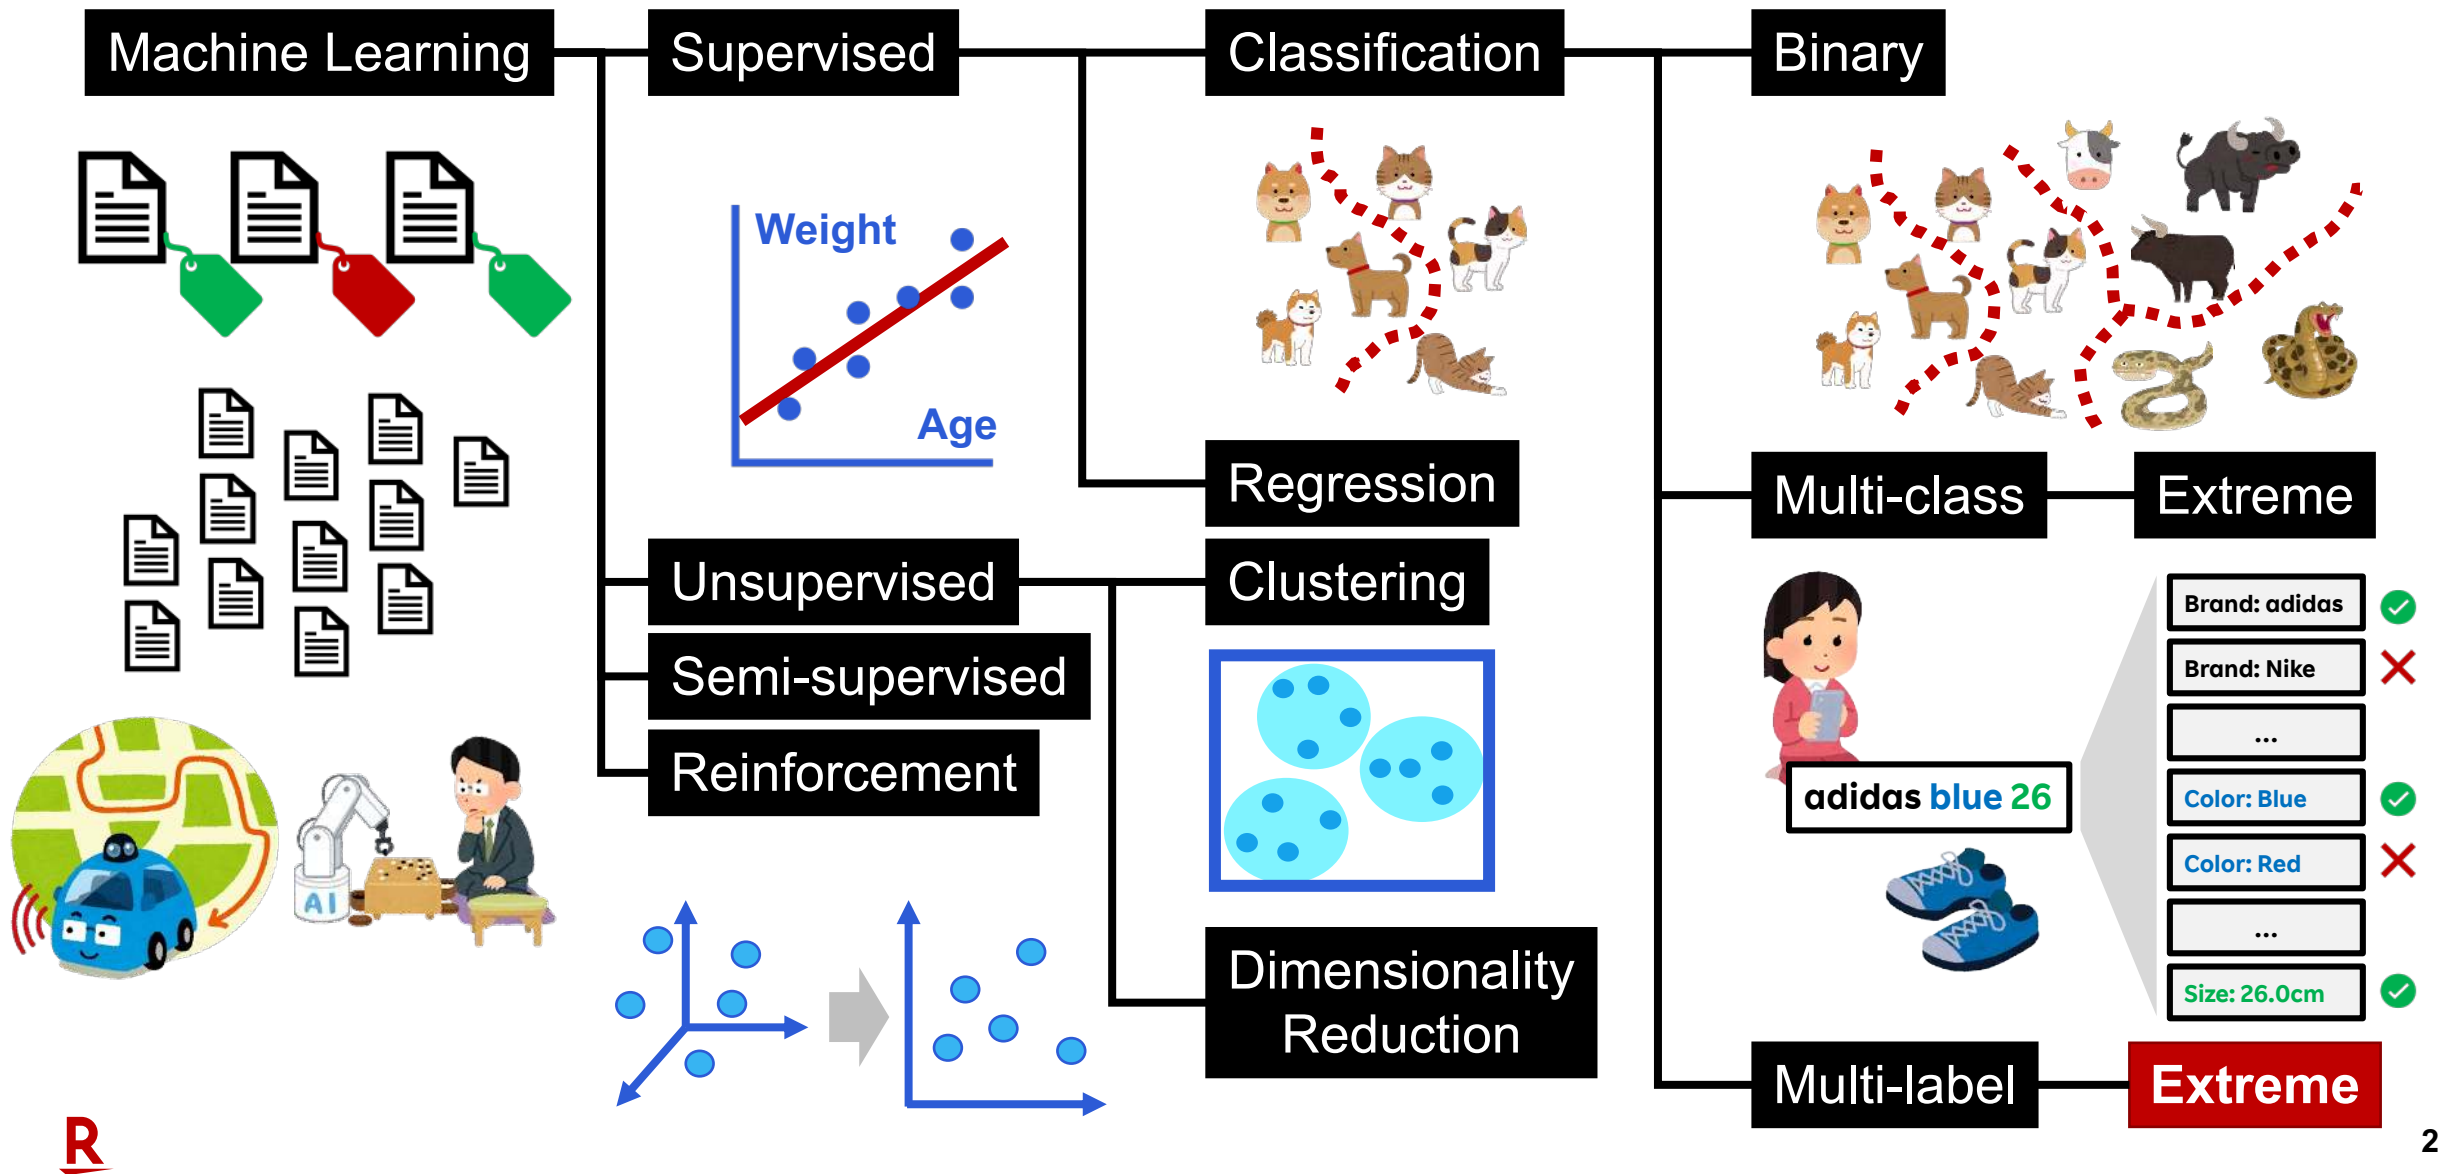 Machine Learning
Supervised
Classification
Binary
Weight
Age
Regression
Multi-class
Extreme
Unsupervised
Clustering
Semi-supervised
Reinforcement
AI
Dimensionality
Reduction
adidas blue 26
Brand: adidas
Brand: Nike
...
Color: Blue
Color: Red
...
Size: 26.0cm
Multi-label
Extreme
R
2